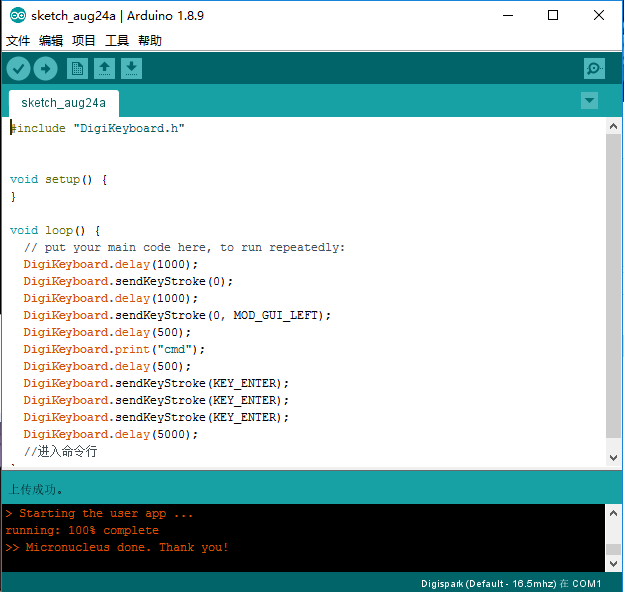 sketch_aug24a | Arduino 1.8.9
文件 编辑 项目 工具 帮助
sketch_aug24a
#include "DigiKeyboard.h"
void setup() {
}
void loop() {
// put your main code here, to run repeatedly:
DigiKeyboard.delay(1000);
DigiKeyboard.sendKeyStroke(0);
DigiKeyboard.delay(1000);
DigiKeyboard.sendKeyStroke(0, MOD_GUI_LEFT);
DigiKeyboard.delay(500);
DigiKeyboard.print("cmd");
DigiKeyboard.delay(500);
DigiKeyboard.sendKeyStroke(KEY_ENTER);
DigiKeyboard.sendKeyStroke(KEY_ENTER);
DigiKeyboard.sendKeyStroke(KEY_ENTER);
DigiKeyboard.delay(5000);
//进入命令行
上传成功。
> Starting the user app ...
running: 100% complete
>> Micronucleus done. Thank you!
Digispark (Default - 16.5mhz) 在 COM1